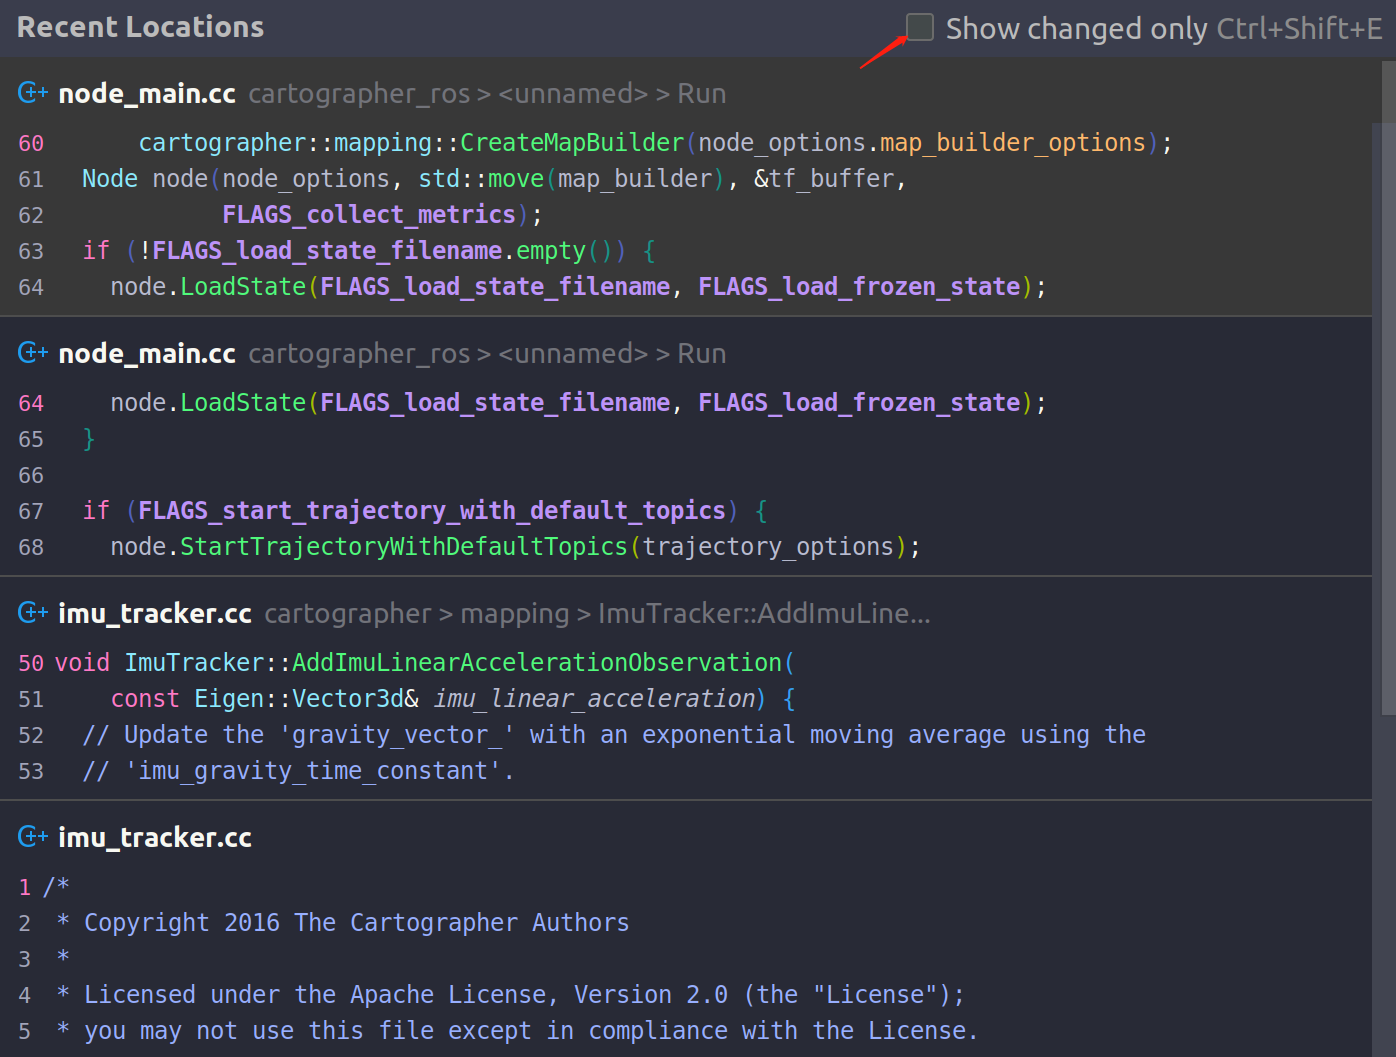 Recent Locations Show changed only Ctrl+Shift+E
C++ node_main.cc cartographer_ros > <unnamed> > Run
60 cartographer::mapping::CreateMapBuilder(node_options.map_builder_options);
61 Node node(node_options, std::move(map_builder), &tf_buffer,
62 FLAGS_collect_metrics);
63 if (!FLAGS_load_state_filename.empty()) {
64 node.LoadState(FLAGS_load_state_filename, FLAGS_load_frozen_state);
C++ node_main.cc cartographer_ros > <unnamed> > Run
64 node.LoadState(FLAGS_load_state_filename, FLAGS_load_frozen_state);
65 }
66
67 if (FLAGS_start_trajectory_with_default_topics) {
68 node.StartTrajectoryWithDefaultTopics(trajectory_options);
C++ imu_tracker.cc cartographer > mapping > ImuTracker::AddImuLine...
50 void ImuTracker::AddImuLinearAccelerationObservation(
51 const Eigen::Vector3d& imu_linear_acceleration) {
52 // Update the 'gravity_vector_' with an exponential moving average using the
53 // 'imu_gravity_time_constant'.
C++ imu_tracker.cc
1 /*
2 * Copyright 2016 The Cartographer Authors
3 *
4 * Licensed under the Apache License, Version 2.0 (the "License");
5 * you may not use this file except in compliance with the License.